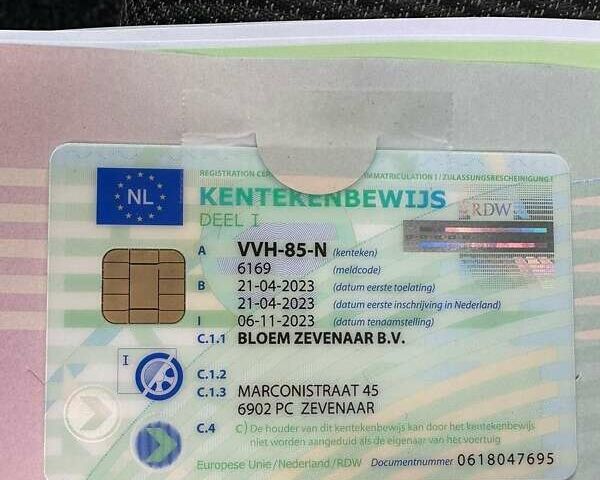 REGISTRATION CER IMMATRICULATION I / ZULASSUNGSBESCHEINIGUNG I
NL
KENTEKENBEWIJS
DEEL I
RDW
A VVH-85-N (kenteken)
6169 (meldcode)
B 21-04-2023 (datum eerste toelating)
21-04-2023 (datum eerste inschrijving in Nederland)
I 06-11-2023 (datum tenaamstelling)
C.1.1 BLOEM ZEVENAAR B.V.
I
C.1.2
C.1.3 MARCONISTRAAT 45
6902 PC ZEVENAAR
C.4 C) De houder van dit kentekenbewijs kan door het kentekenbewijs
niet worden aangeduid als de eigenaar van het voertuig
Europese Unie/Nederland/RDW Documentnummer 0618047695